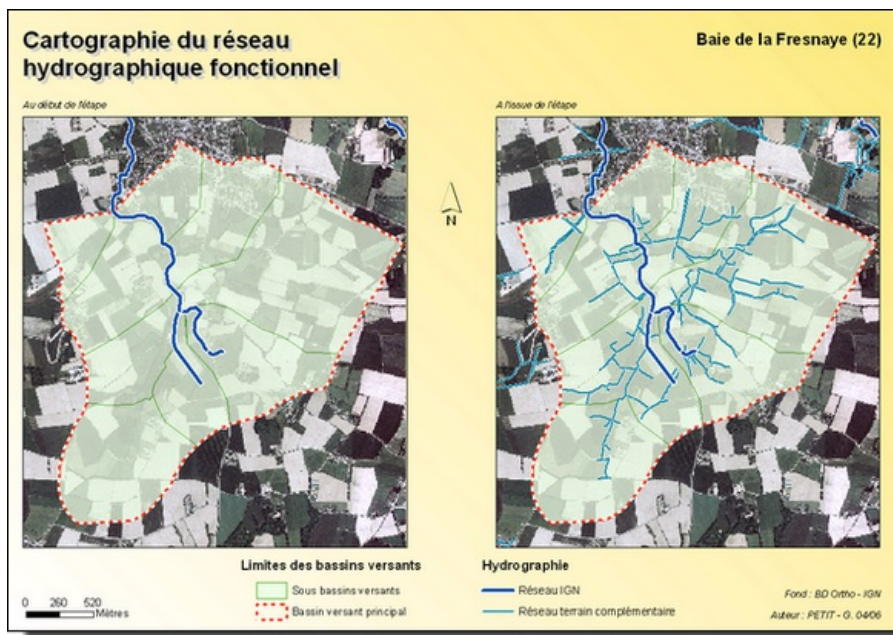 Cartographie du réseau
hydrographique fonctionnel
Baie de la Fresnaye (22)
Au début de l'étape
A l'issue de l'étape
N
Limites des bassins versants
Sous bassins versants
Bassin versant principal
Hydrographie
Réseau IGN
Réseau terrain complémentaire
0 260 520
Mètres
Fond : BD Ortho - IGN
Auteur : PETIT - G. 04/06